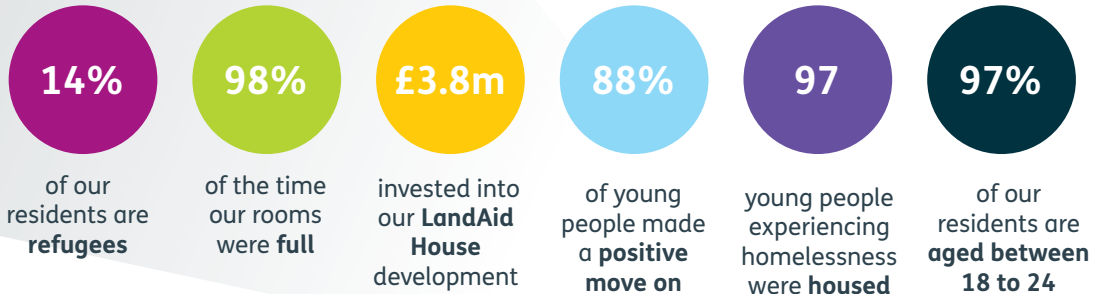 14%
of our
residents are
refugees
98%
of the time
our rooms
were full
£3.8m
invested into
our LandAid
House
development
88%
of young
people made
a positive
move on
97
young people
experiencing
homelessness
were housed
97%
of our
residents are
aged between
18 to 24